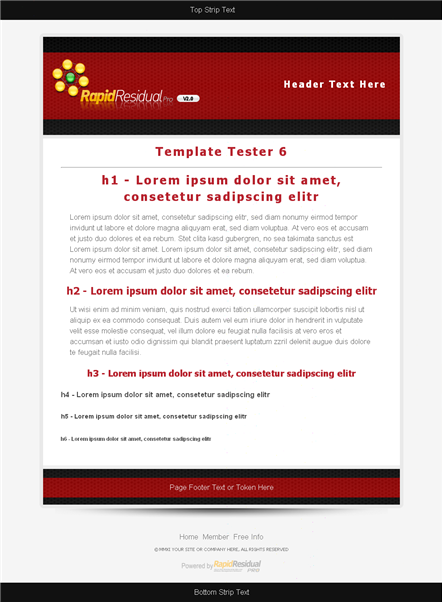 Top Strip Text
RapidResidual Pro V2.0
Header Text Here
Template Tester 6
h1 - Lorem ipsum dolor sit amet,
consetetur sadipscing elitr
Lorem ipsum dolor sit amet, consetetur sadipscing elitr, sed diam nonumy eirmod tempor
invidunt ut labore et dolore magna aliquyam erat, sed diam voluptua. At vero eos et accusam
et justo duo dolores et ea rebum. Stet clita kasd gubergren, no sea takimata sanctus est
Lorem ipsum dolor sit amet. Lorem ipsum dolor sit amet, consetetur sadipscing elitr, sed
diam nonumy eirmod tempor invidunt ut labore et dolore magna aliquyam erat, sed diam voluptua.
At vero eos et accusam et justo duo dolores et ea rebum.
h2 - Lorem ipsum dolor sit amet, consetetur sadipscing elitr
Ut wisi enim ad minim veniam, quis nostrud exerci tation ullamcorper suscipit lobortis nisl ut
aliquip ex ea commodo consequat. Duis autem vel eum iriure dolor in hendrerit in vulputate
velit esse molestie consequat, vel illum dolore eu feugiat nulla facilisis at vero eros et
accumsan et iusto odio dignissim qui blandit praesent luptatum zzril delenit augue duis dolore
te feugait nulla facilisi.
h3 - Lorem ipsum dolor sit amet, consetetur sadipscing elitr
h4 - Lorem ipsum dolor sit amet, consetetur sadipscing elitr
h5 - Lorem ipsum dolor sit amet, consetetur sadipscing elitr
h6 - Lorem ipsum dolor sit amet, consetetur sadipscing elitr
Page Footer Text or Token Here
Home Member Free Info
© MMXI YOUR SITE OR COMPANY HERE, ALL RIGHTS RESERVED
Powered by RapidResidual PRO
Bottom Strip Text